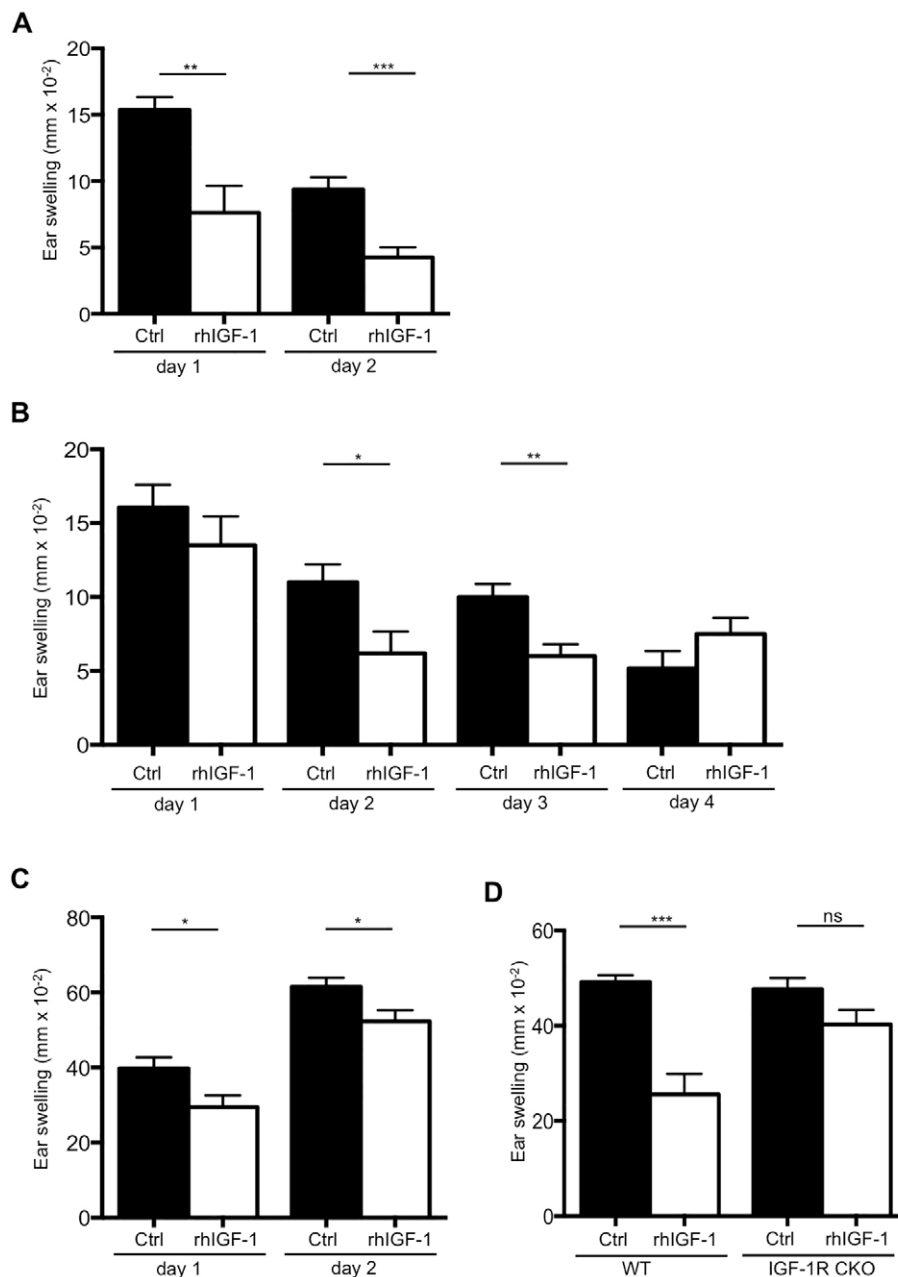 A
Ear swelling (mm x 10-2)
20
15
10
5
0
**
***
Ctrl rhIGF-1 Ctrl rhIGF-1
day 1 day 2
B
Ear swelling (mm x 10-2)
20
15
10
5
0
*
**
Ctrl rhIGF-1 Ctrl rhIGF-1 Ctrl rhIGF-1 Ctrl rhIGF-1
day 1 day 2 day 3 day 4
C
Ear swelling (mm x 10-2)
80
60
40
20
0
*
*
Ctrl rhIGF-1 Ctrl rhIGF-1
day 1 day 2
D
Ear swelling (mm x 10-2)
60
40
20
0
***
ns
Ctrl rhIGF-1 Ctrl rhIGF-1
WT IGF-1R CKO